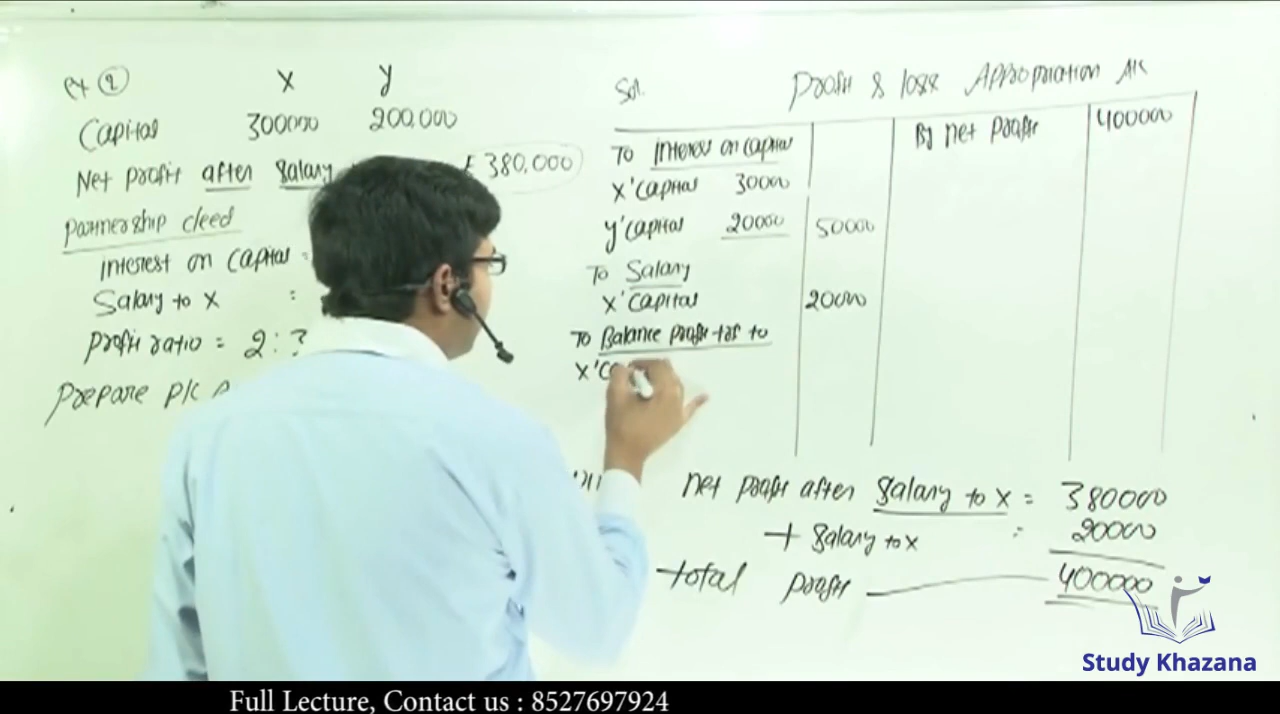 ex 2
X Y
Capital 300000 200,000
Net profit after Salary 380,000
Partnership deed
interest on Capital =
Salary to X :
Profit ratio = 2:3
Prepare P/L
Sol. Profit & loss Appropriation A/c
To interest on capital By net profit 400000
X'Capital 30000
Y'Capital 20000 50000
To Salary
X'Capital 20000
To Balance profit tsf to
X'C
net profit after Salary to X = 380000
+ Salary to X : 20000
total profit 400000
Study Khazana
Full Lecture, Contact us : 8527697924